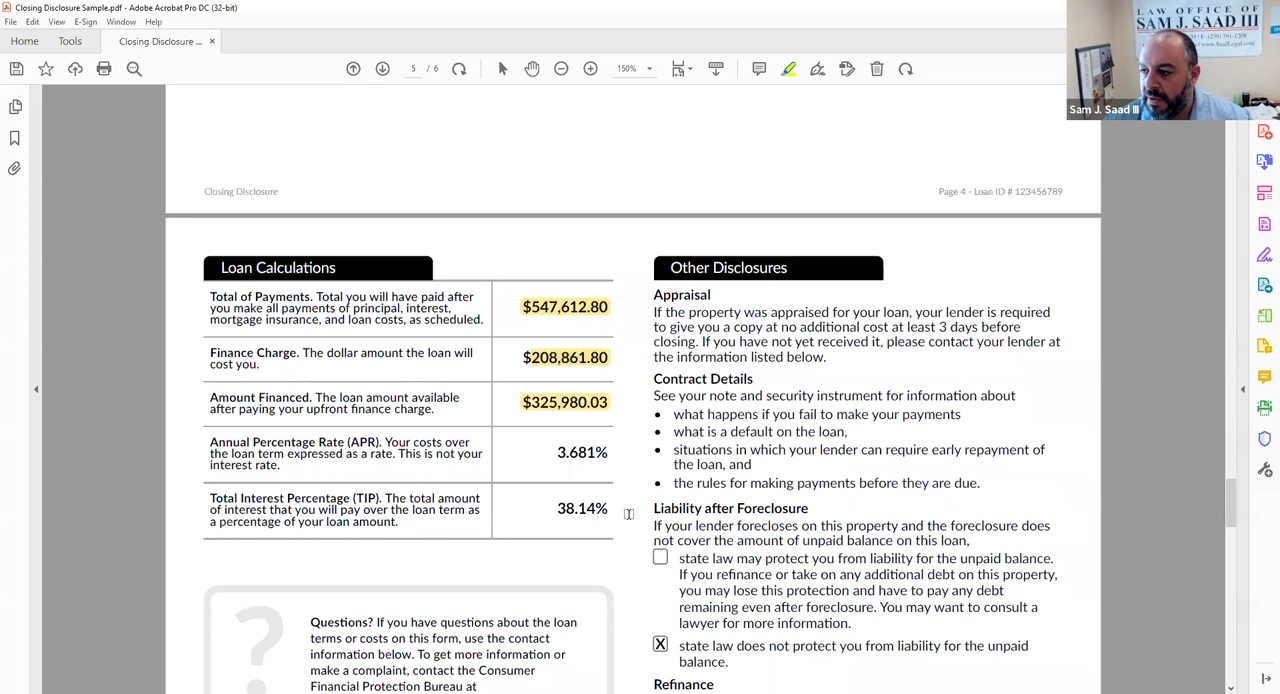 Closing Disclosure Sample.pdf - Adobe Acrobat Pro DC (32-bit)
File Edit View E-Sign Window Help
Home Tools Closing Disclosure ... ×
5 / 6 150%
LAW OFFICE OF
SAM J. SAAD III
Sam J. Saad III
Closing Disclosure
Page 4 - Loan ID # 123456789
Loan Calculations
Total of Payments. Total you will have paid after
you make all payments of principal, interest,
mortgage insurance, and loan costs, as scheduled.
$547,612.80
Finance Charge. The dollar amount the loan will
cost you.
$208,861.80
Amount Financed. The loan amount available
after paying your upfront finance charge.
$325,980.03
Annual Percentage Rate (APR). Your costs over
the loan term expressed as a rate. This is not your
interest rate.
3.681%
Total Interest Percentage (TIP). The total amount
of interest that you will pay over the loan term as
a percentage of your loan amount.
38.14%
?
Questions? If you have questions about the loan
terms or costs on this form, use the contact
information below. To get more information or
make a complaint, contact the Consumer
Financial Protection Bureau at
Other Disclosures
Appraisal
If the property was appraised for your loan, your lender is required
to give you a copy at no additional cost at least 3 days before
closing. If you have not yet received it, please contact your lender at
the information listed below.
Contract Details
See your note and security instrument for information about
• what happens if you fail to make your payments
• what is a default on the loan,
• situations in which your lender can require early repayment of
the loan, and
• the rules for making payments before they are due.
Liability after Foreclosure
If your lender forecloses on this property and the foreclosure does
not cover the amount of unpaid balance on this loan,
state law may protect you from liability for the unpaid balance.
If you refinance or take on any additional debt on this property,
you may lose this protection and have to pay any debt
remaining even after foreclosure. You may want to consult a
lawyer for more information.
X state law does not protect you from liability for the unpaid
balance.
Refinance